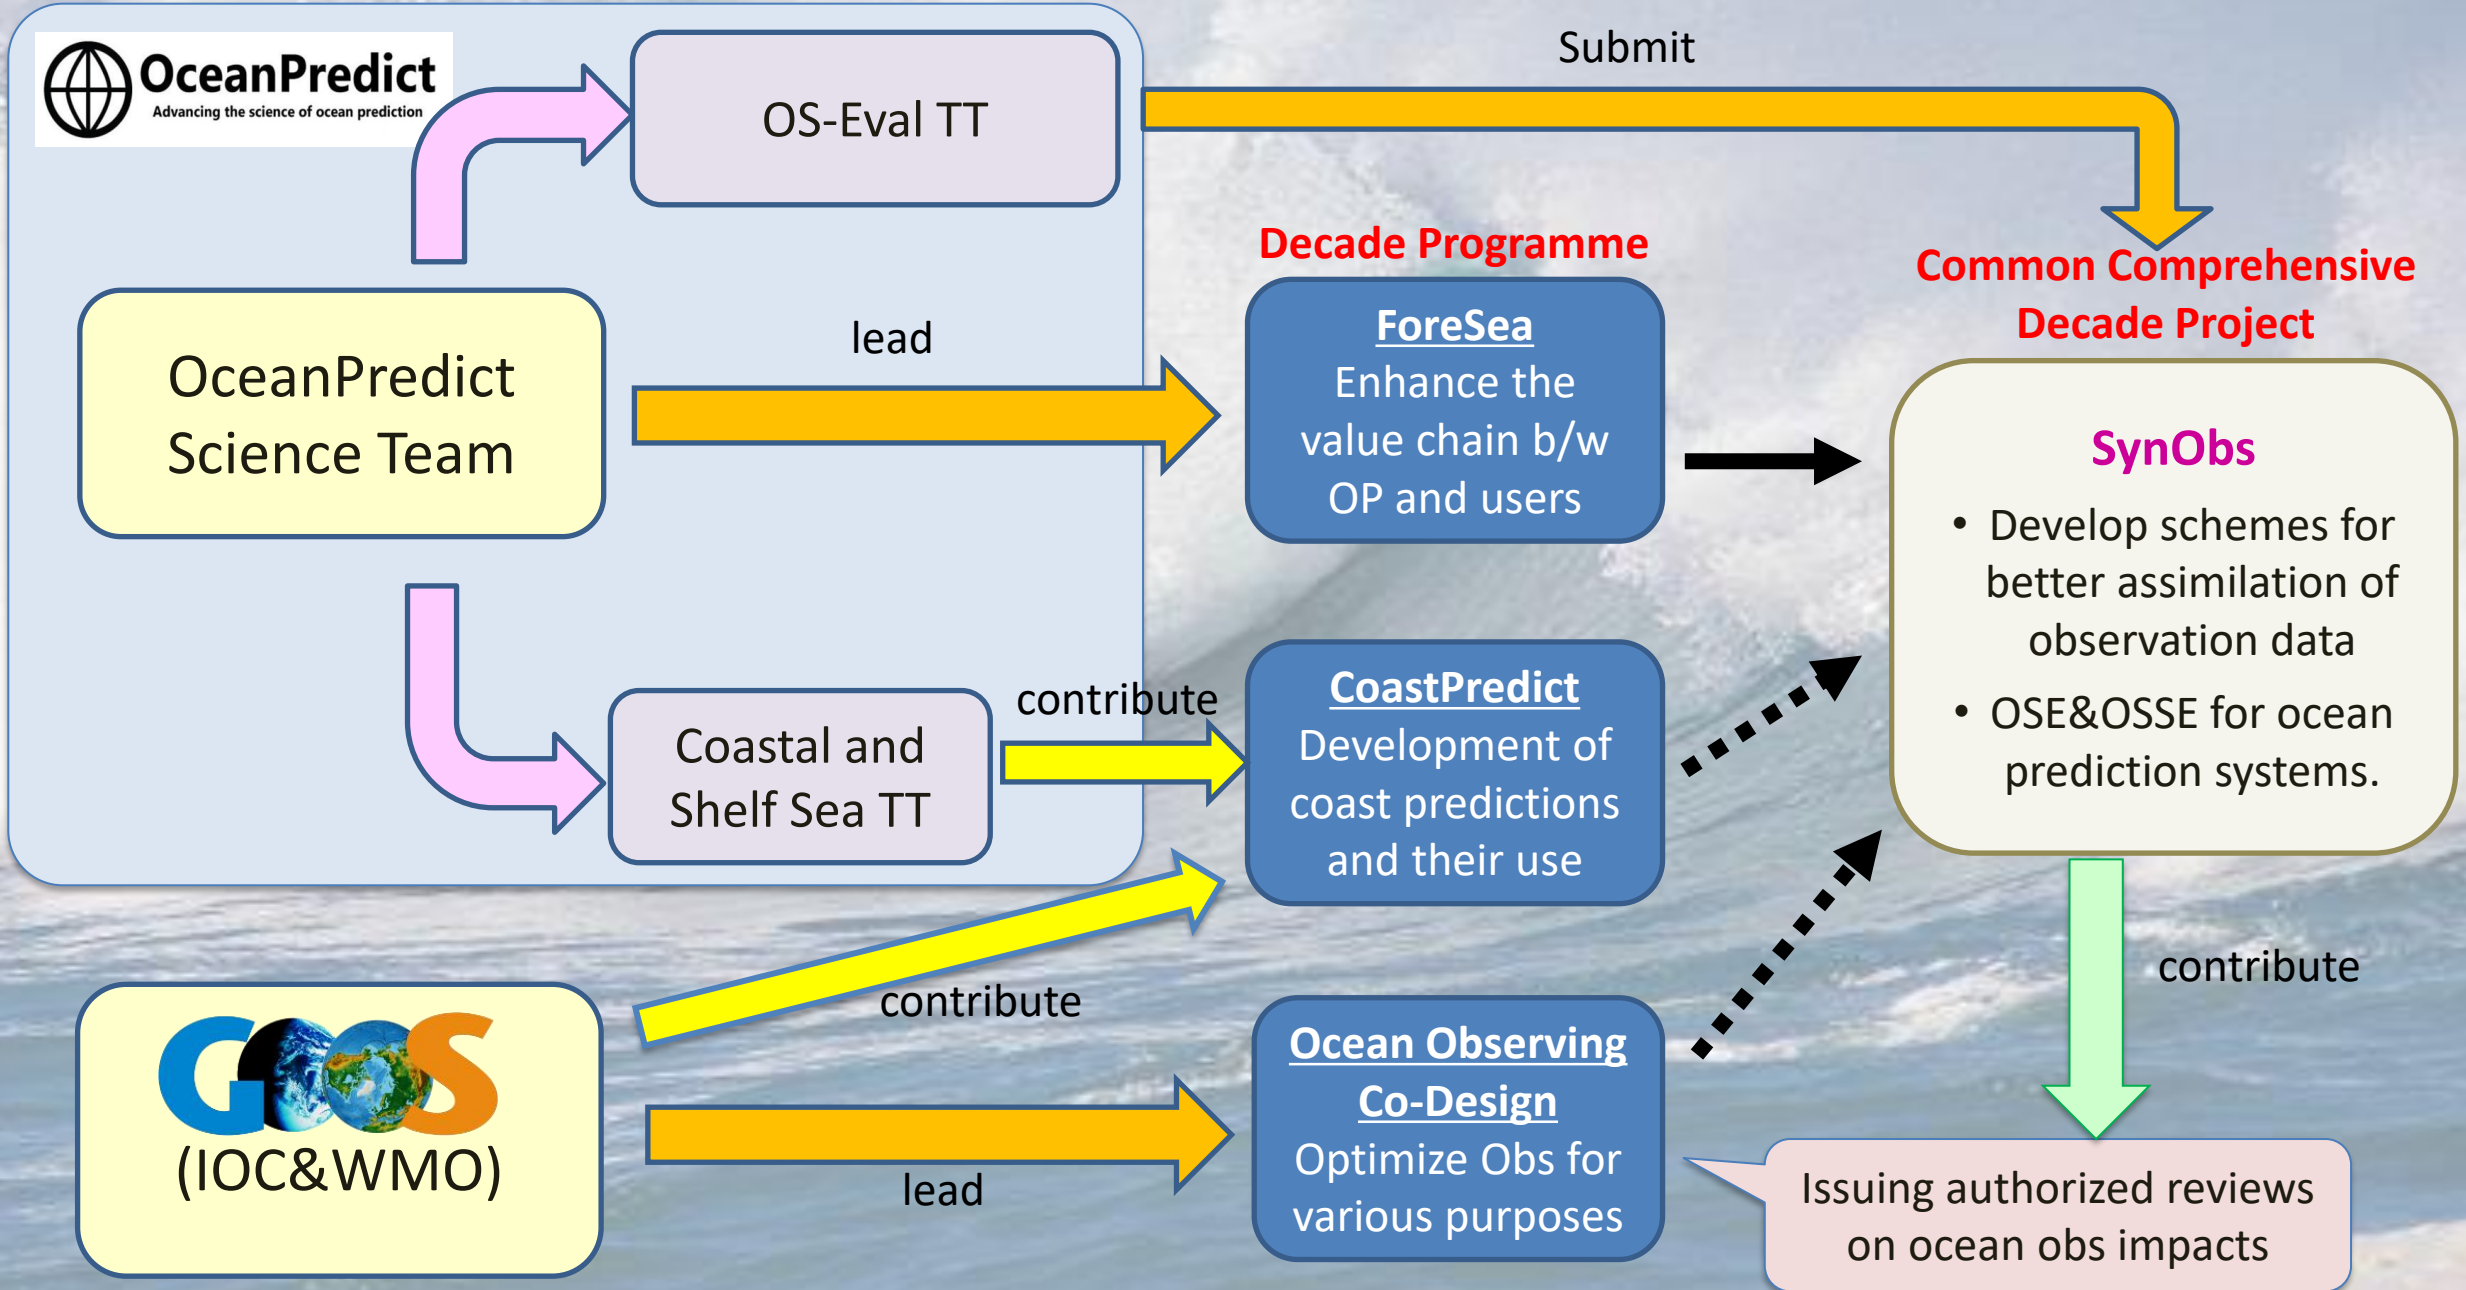 OceanPredict
Advancing the science of ocean prediction
OS-Eval TT
Submit
OceanPredict
Science Team
lead
Decade Programme
ForeSea
Enhance the
value chain b/w
OP and users
Common Comprehensive
Decade Project
SynObs
• Develop schemes for
better assimilation of
observation data
• OSE&OSSE for ocean
prediction systems.
Coastal and
Shelf Sea TT
contribute
CoastPredict
Development of
coast predictions
and their use
GOOS
(IOC&WMO)
contribute
lead
Ocean Observing
Co-Design
Optimize Obs for
various purposes
contribute
Issuing authorized reviews
on ocean obs impacts